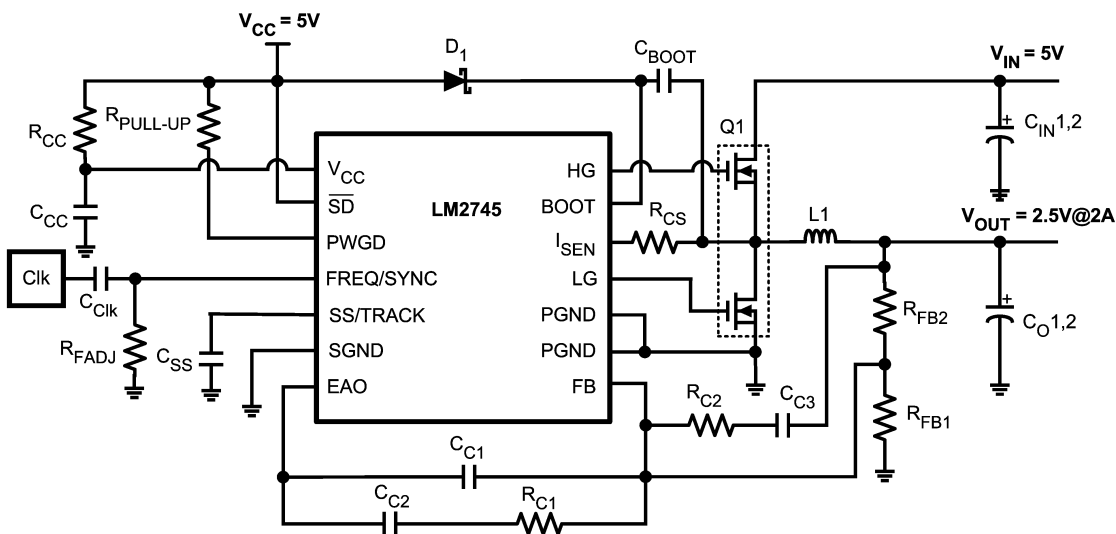 V_CC = 5V
D_1
C_BOOT
V_IN = 5V
R_CC
R_PULL-UP
Q1
C_IN1,2
V_CC
HG
C_CC
SD
LM2745
BOOT
R_CS
L1
V_OUT = 2.5V@2A
PWGD
I_SEN
Clk
C_Clk
FREQ/SYNC
LG
R_FB2
C_O1,2
R_FADJ
C_SS
SS/TRACK
PGND
SGND
PGND
EAO
FB
R_C2
C_C3
R_FB1
C_C1
C_C2
R_C1